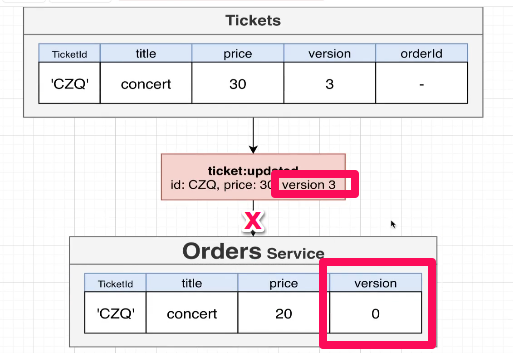 Tickets
TicketId title price version orderId
'CZQ' concert 30 3 -
ticket:updated
id: CZQ, price: 30 version 3
X
Orders Service
TicketId title price version
'CZQ' concert 20 0